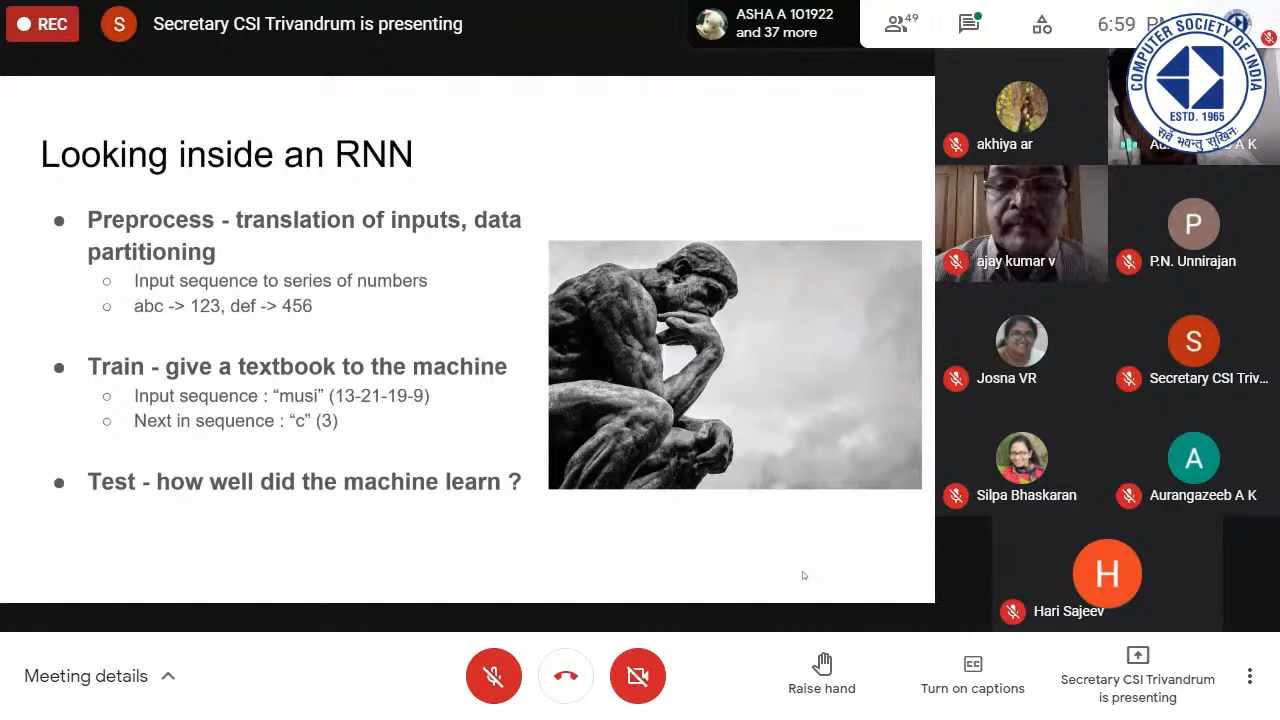 REC
S
Secretary CSI Trivandrum is presenting
ASHA A 101922
and 37 more
49
6:59
COMPUTER SOCIETY OF INDIA
ESTD. 1965
सर्वे भवन्तु सुखिनः
Looking inside an RNN
● Preprocess - translation of inputs, data
partitioning
○ Input sequence to series of numbers
○ abc -> 123, def -> 456
● Train - give a textbook to the machine
○ Input sequence : “musi” (13-21-19-9)
○ Next in sequence : “c” (3)
● Test - how well did the machine learn ?
akhiya ar
A K
ajay kumar v
P
P.N. Unnirajan
Josna VR
S
Secretary CSI Triv...
Silpa Bhaskaran
A
Aurangazeeb A K
H
Hari Sajeev
Meeting details
Raise hand
CC
Turn on captions
Secretary CSI Trivandrum
is presenting